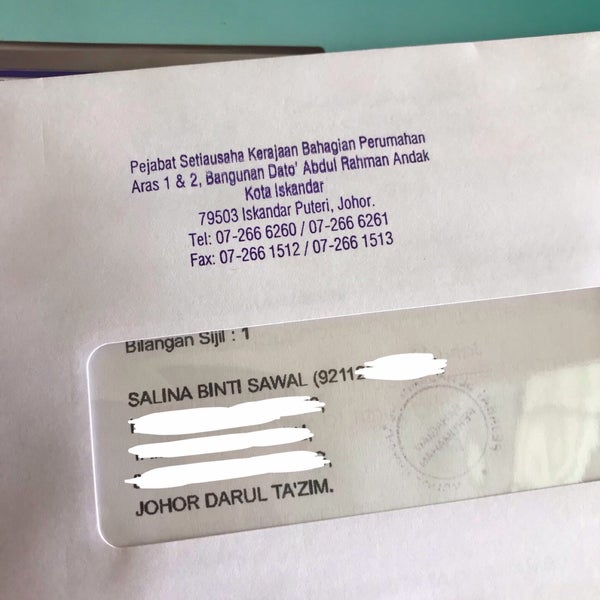 Pejabat Setiausaha Kerajaan Bahagian Perumahan
Aras 1 & 2, Bangunan Dato' Abdul Rahman Andak
Kota Iskandar
79503 Iskandar Puteri, Johor.
Tel: 07-266 6260 / 07-266 6261
Fax: 07-266 1512 / 07-266 1513
Bilangan Sijil : 1
SALINA BINTI SAWAL (92112
JOHOR DARUL TA'ZIM.